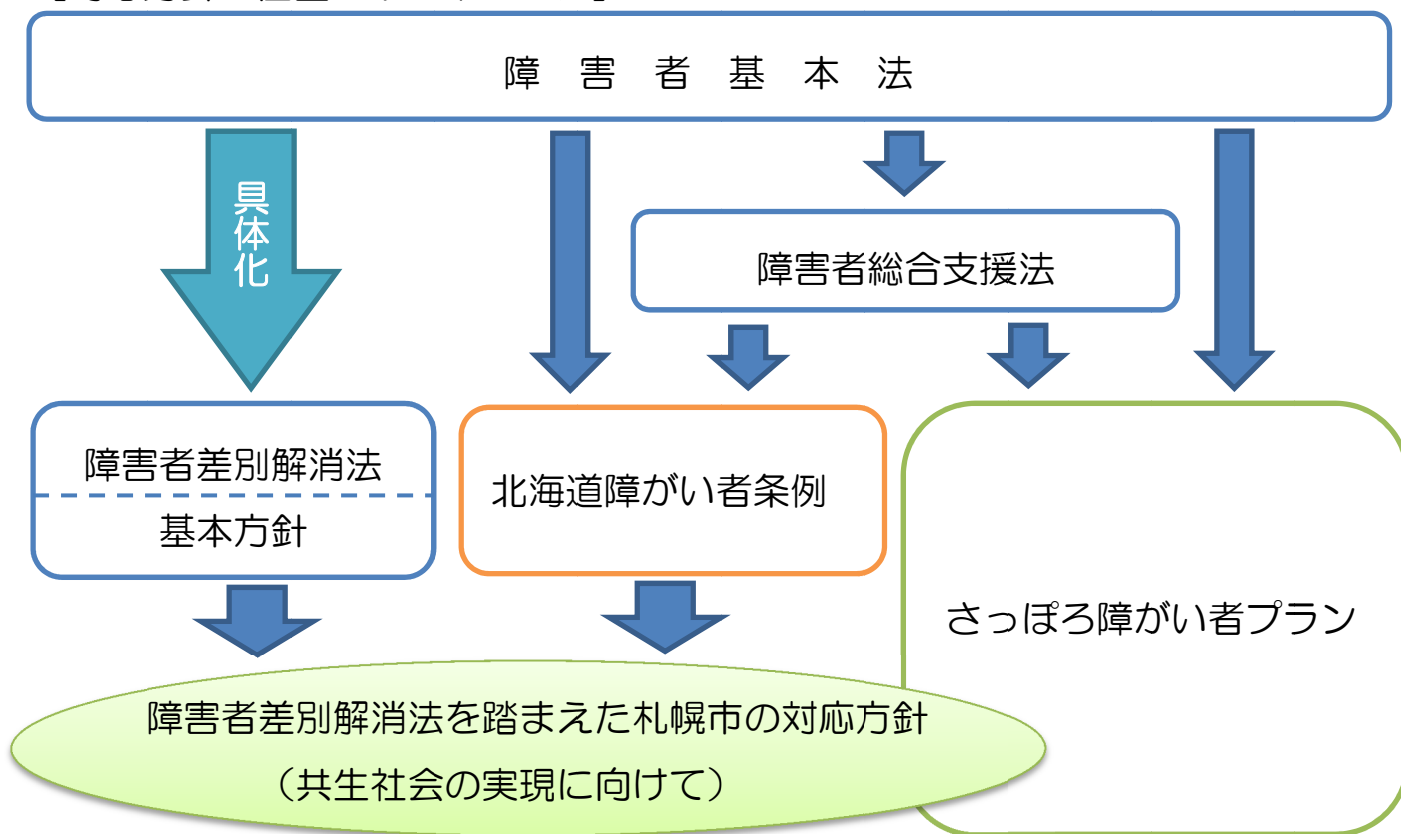 障害者基本法
具体化
障害者総合支援法
障害者差別解消法
基本方針
北海道障がい者条例
さっぽろ障がい者プラン
障害者差別解消法を踏まえた札幌市の対応方針
（共生社会の実現に向けて）